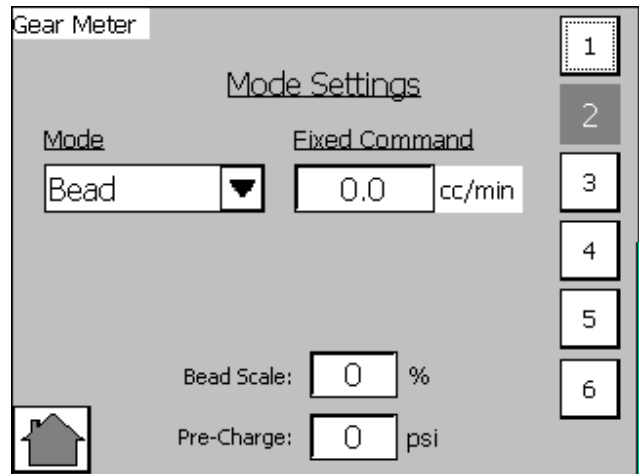 Gear Meter
1
Mode Settings
2
Mode Fixed Command
Bead 0.0 cc/min
3
4
5
Bead Scale: 0 %
6
Pre-Charge: 0 psi